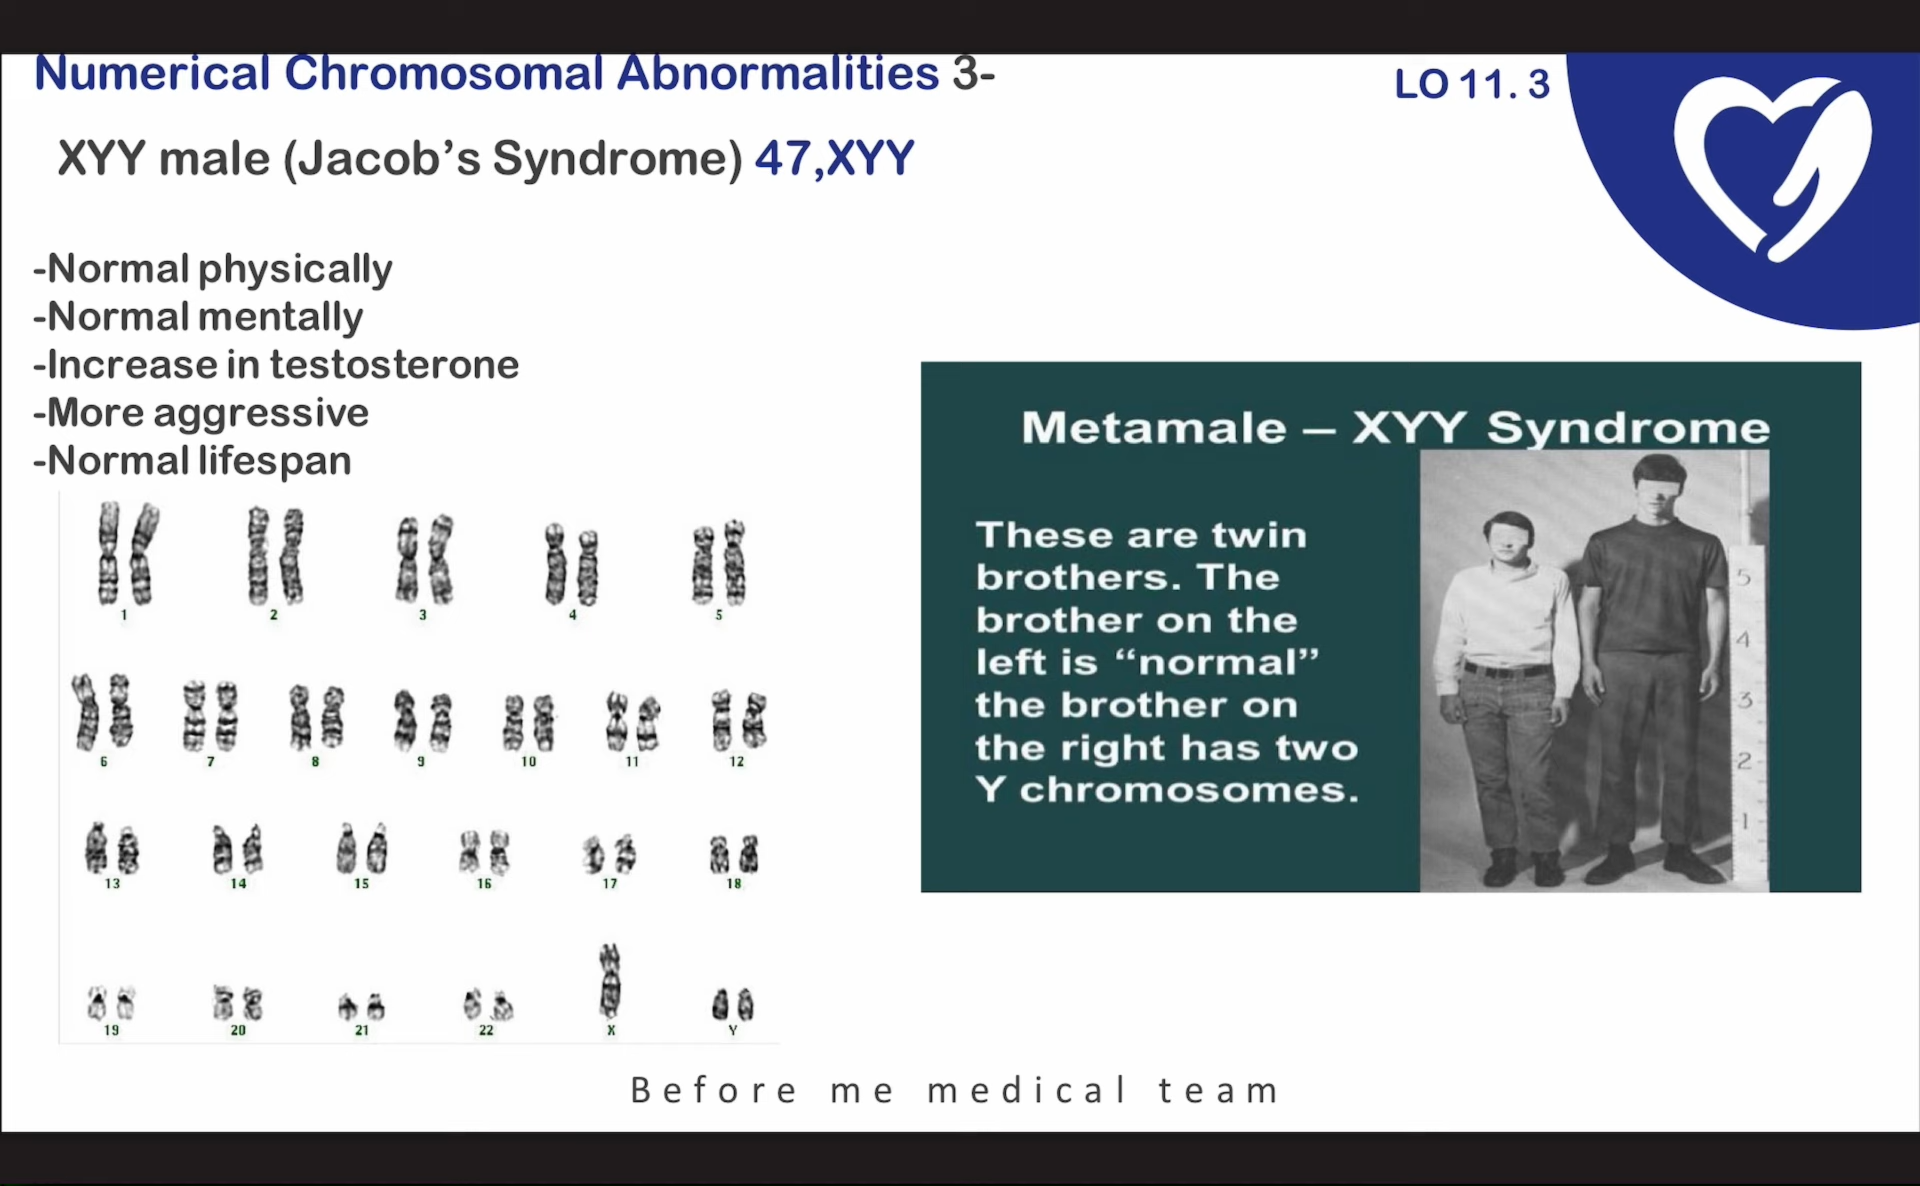 Numerical Chromosomal Abnormalities 3-
LO 11. 3
XYY male (Jacob’s Syndrome) 47,XYY
-Normal physically
-Normal mentally
-Increase in testosterone
-More aggressive
-Normal lifespan
1 2 3 4 5
6 7 8 9 10 11 12
13 14 15 16 17 18
19 20 21 22 X Y
Metamale – XYY Syndrome
These are twin
brothers. The
brother on the
left is “normal”
the brother on
the right has two
Y chromosomes.
5
4
3
2
1
Before me medical team